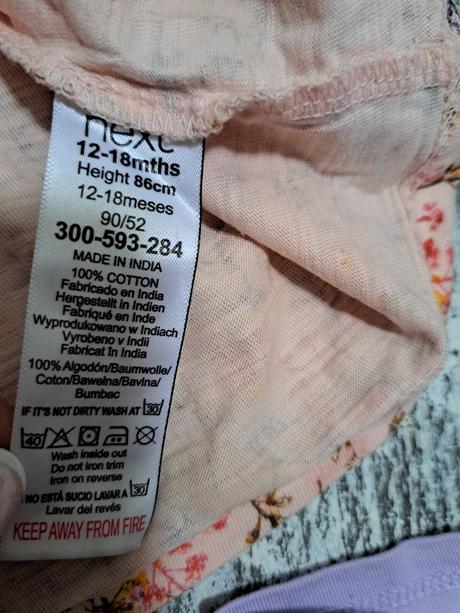 next
12-18mths
Height 86cm
12-18meses
90/52
300-593-284
MADE IN INDIA
100% COTTON
Fabricado en India
Hergestellt in Indien
Fabriqué en Inde
Wyprodukowano w Indiach
Vyrobeno v Indii
Fabricat în India
100% Algodón/Baumwolle/
Coton/Bawełna/Bavlna/
Bumbac
IF IT'S NOT DIRTY WASH AT 30
40
Wash inside out
Do not iron trim
Iron on reverse
NO ESTÁ SUCIO LAVAR A 30
Lavar del revés
KEEP AWAY FROM FIRE